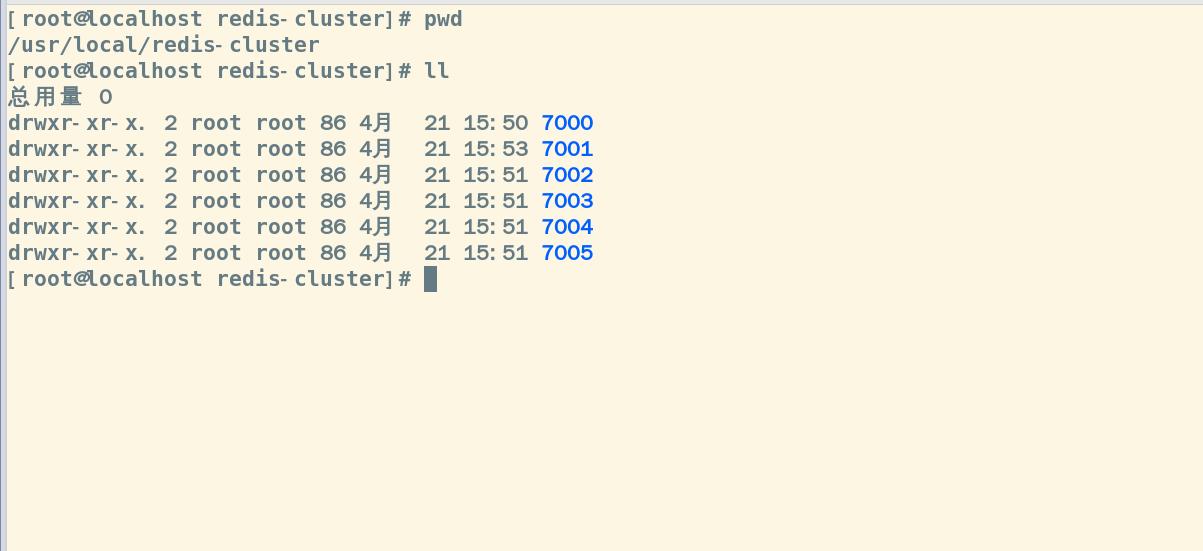 [root@localhost redis-cluster]# pwd
/usr/local/redis-cluster
[root@localhost redis-cluster]# ll
总用量 0
drwxr-xr-x. 2 root root 86 4月  21 15:50 7000
drwxr-xr-x. 2 root root 86 4月  21 15:53 7001
drwxr-xr-x. 2 root root 86 4月  21 15:51 7002
drwxr-xr-x. 2 root root 86 4月  21 15:51 7003
drwxr-xr-x. 2 root root 86 4月  21 15:51 7004
drwxr-xr-x. 2 root root 86 4月  21 15:51 7005
[root@localhost redis-cluster]#